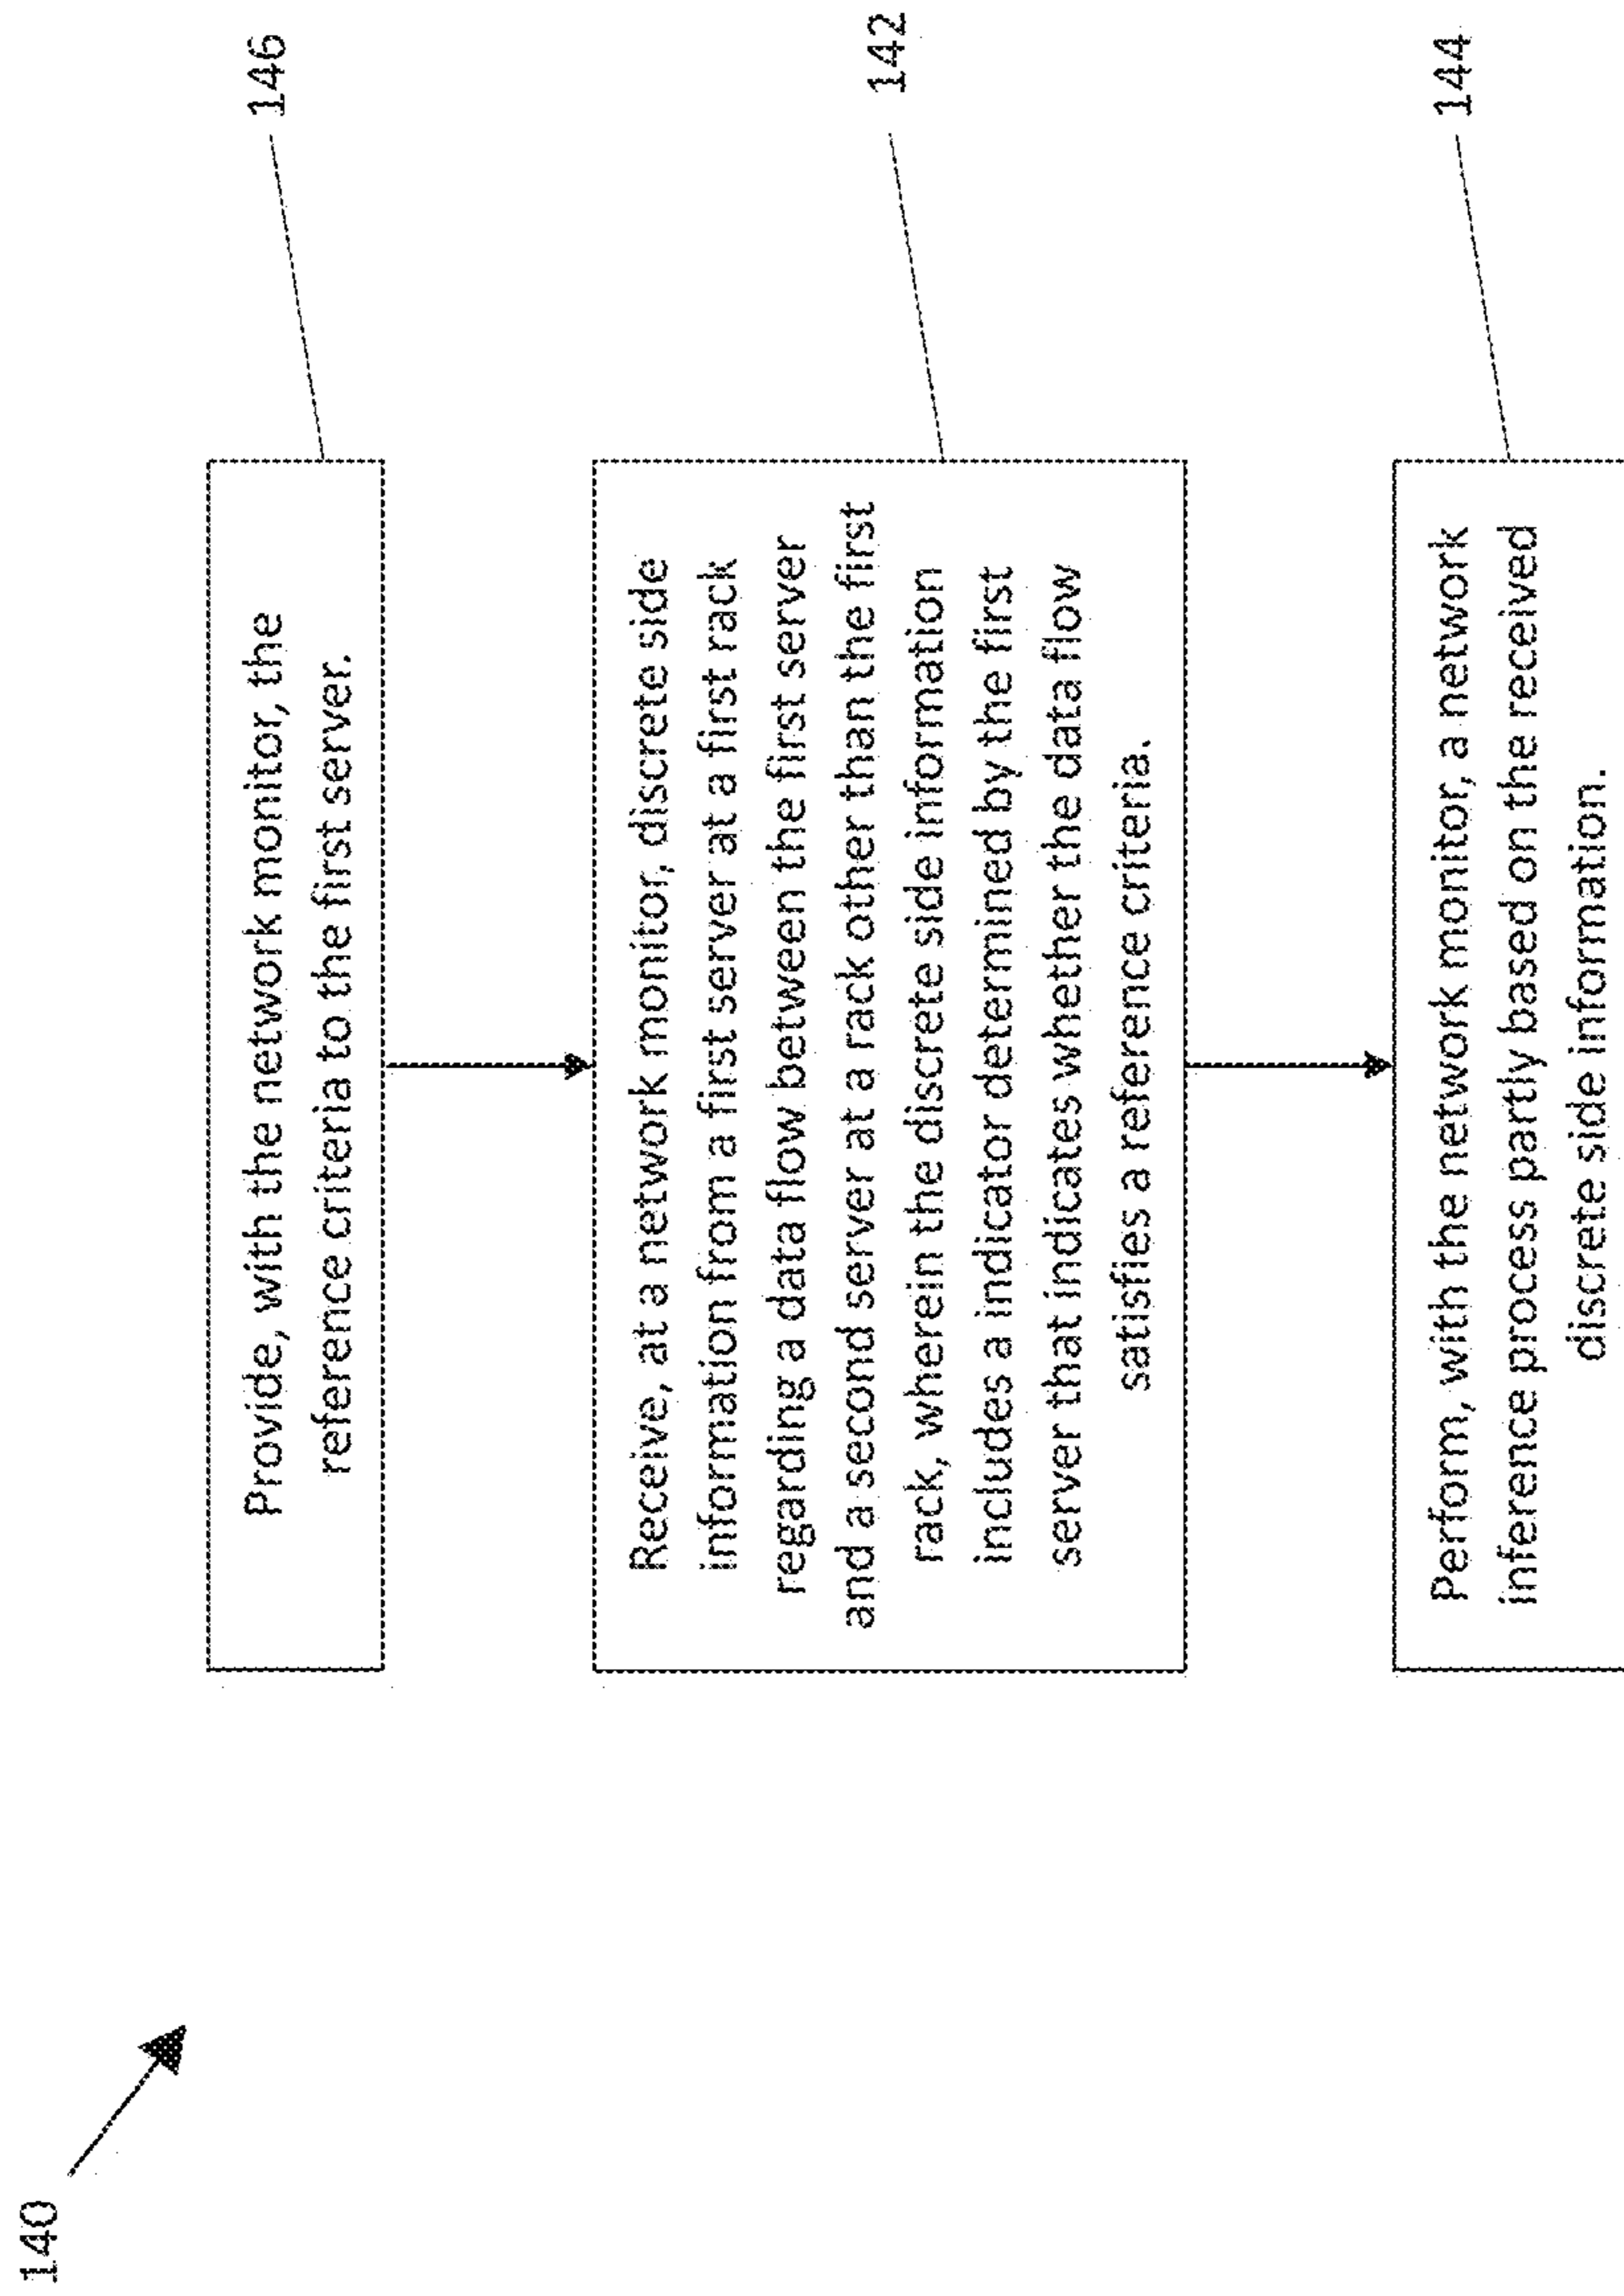 140
Provide, with the network monitor, the
reference criteria to the first server.
146
Receive, at a network monitor, discrete side
information from a first server at a first rack
regarding a data flow between the first server
and a second server at a rack other than the first
rack, wherein the discrete side information
includes a indicator determined by the first
server that indicates whether the data flow
satisfies a reference criteria.
142
Perform, with the network monitor, a network
inference process partly based on the received
discrete side information.
144